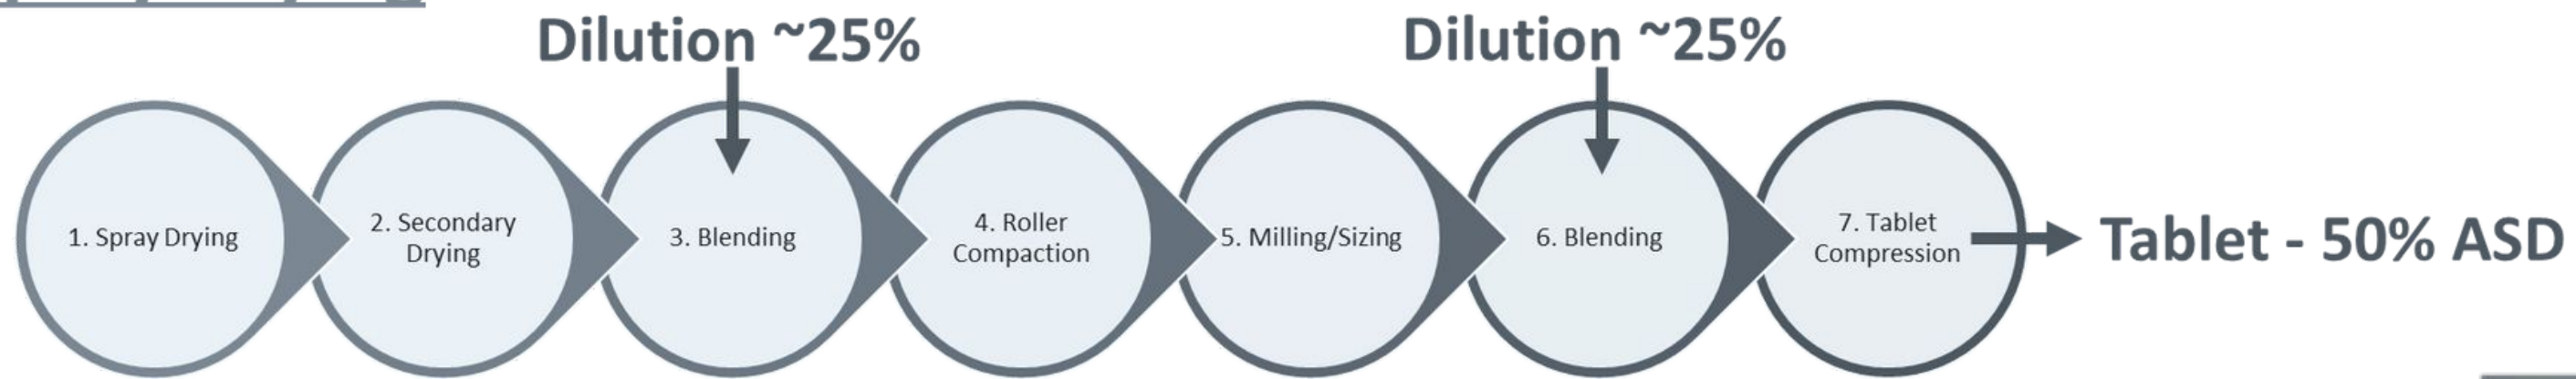 Dilution ~25%
Dilution ~25%
1. Spray Drying
2. Secondary
Drying
3. Blending
4. Roller
Compaction
5. Milling/Sizing
6. Blending
7. Tablet
Compression
Tablet - 50% ASD